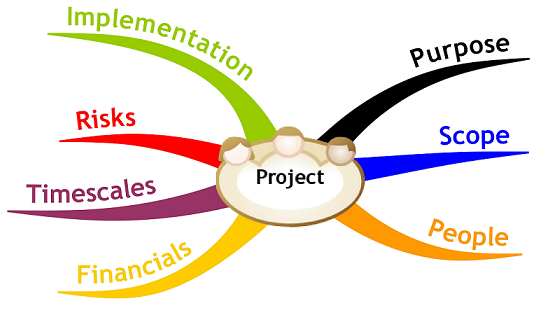 Implementation
Purpose
Risks
Scope
Project
Timescales
People
Financials